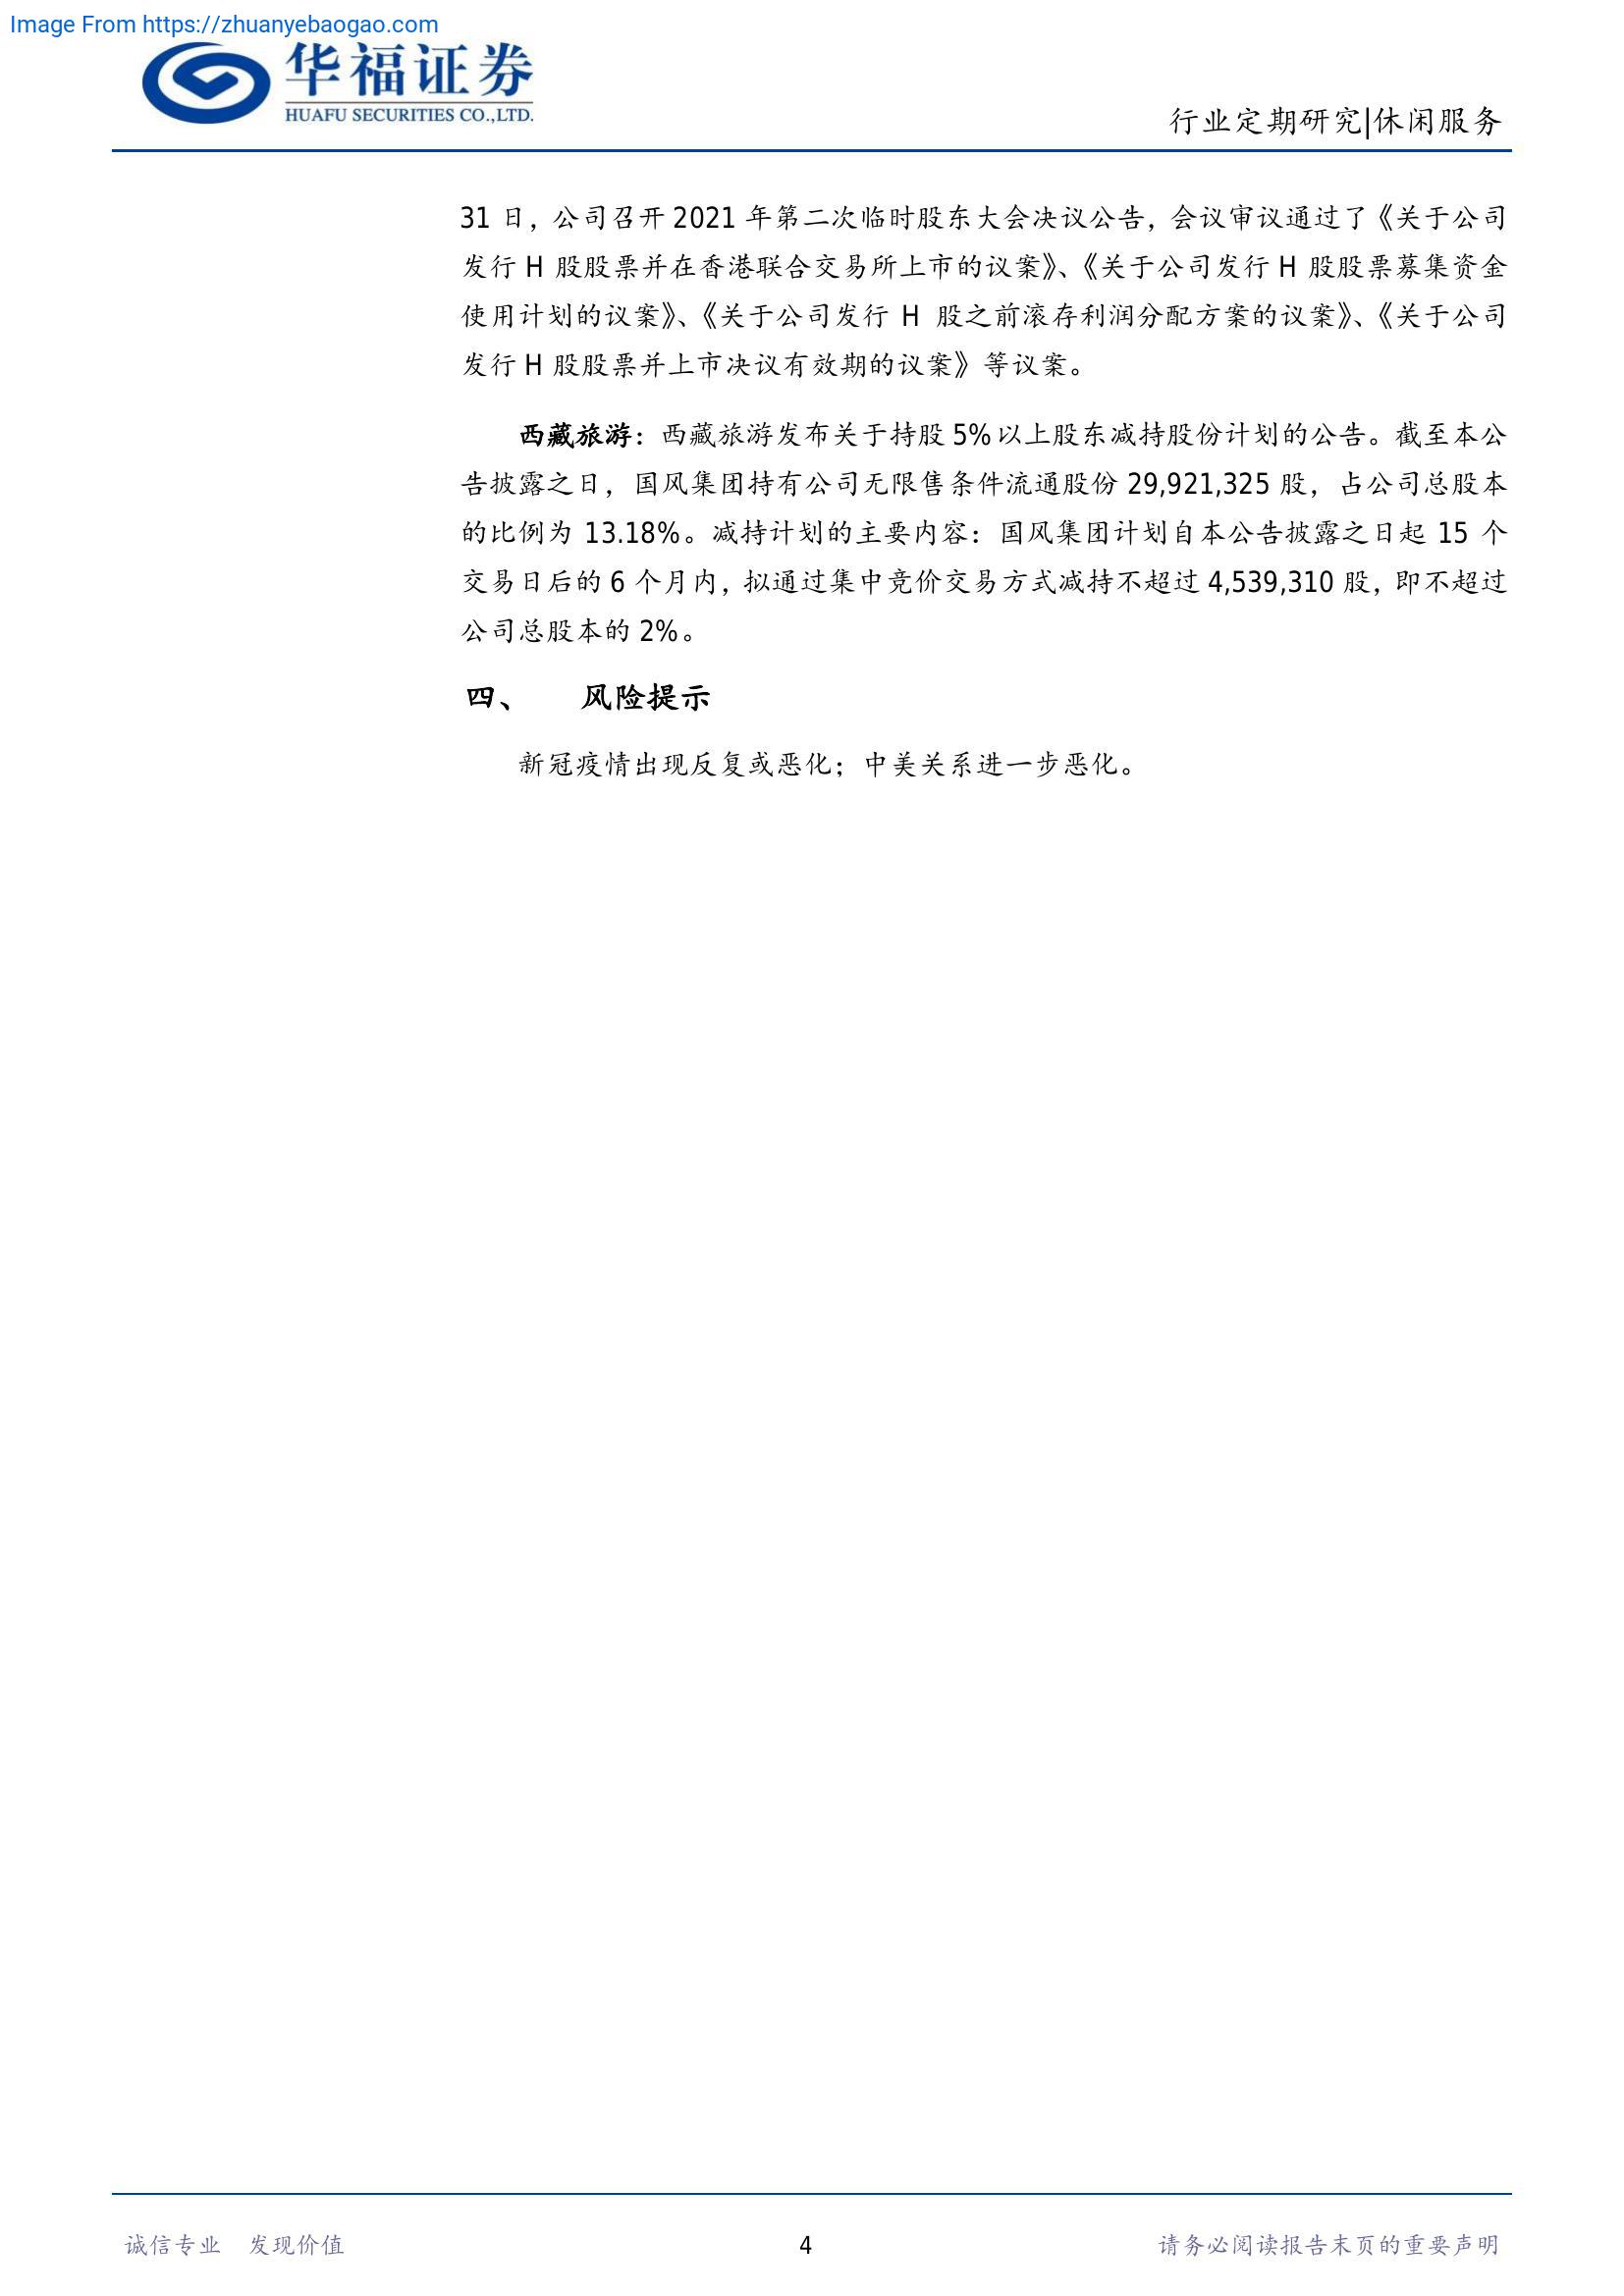 Image From https://zhuanyebaogao.com
华福证券
HUAFU SECURITIES CO.,LTD.
行业定期研究|休闲服务
31 日，公司召开 2021 年第二次临时股东大会决议公告，会议审议通过了《关于公司
发行 H 股股票并在香港联合交易所上市的议案》、《关于公司发行 H 股股票募集资金
使用计划的议案》、《关于公司发行 H 股之前滚存利润分配方案的议案》、《关于公司
发行 H 股股票并上市决议有效期的议案》等议案。
西藏旅游：西藏旅游发布关于持股 5%以上股东减持股份计划的公告。截至本公
告披露之日，国风集团持有公司无限售条件流通股份 29,921,325 股，占公司总股本
的比例为 13.18%。减持计划的主要内容：国风集团计划自本公告披露之日起 15 个
交易日后的 6 个月内，拟通过集中竞价交易方式减持不超过 4,539,310 股，即不超过
公司总股本的 2%。
四、 风险提示
新冠疫情出现反复或恶化；中美关系进一步恶化。
诚信专业 发现价值
4
请务必阅读报告末页的重要声明